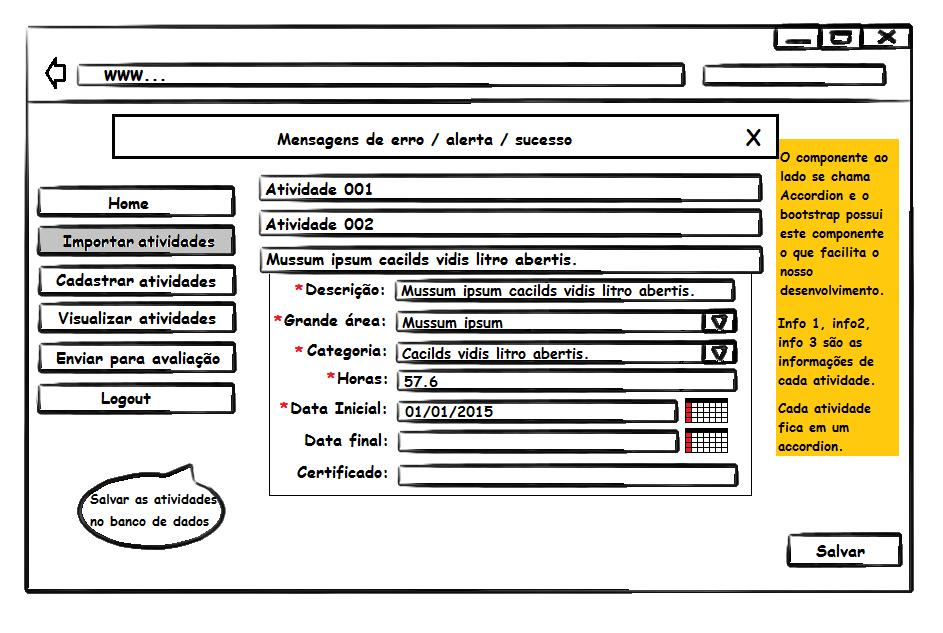 WWW...
Mensagens de erro / alerta / sucesso
X
Home
Importar atividades
Cadastrar atividades
Visualizar atividades
Enviar para avaliação
Logout
Salvar as atividades
no banco de dados
Atividade 001
Atividade 002
Mussum ipsum cacilds vidis litro abertis.
*Descrição: Mussum ipsum cacilds vidis litro abertis.
*Grande área: Mussum ipsum
*Categoria: Cacilds vidis litro abertis.
*Horas: 57.6
*Data Inicial: 01/01/2015
Data final:
Certificado:
O componente ao
lado se chama
Accordion e o
bootstrap possui
este componente
o que facilita o
nosso
desenvolvimento.
Info 1, info2,
info 3 são as
informações de
cada atividade.
Cada atividade
fica em um
accordion.
Salvar